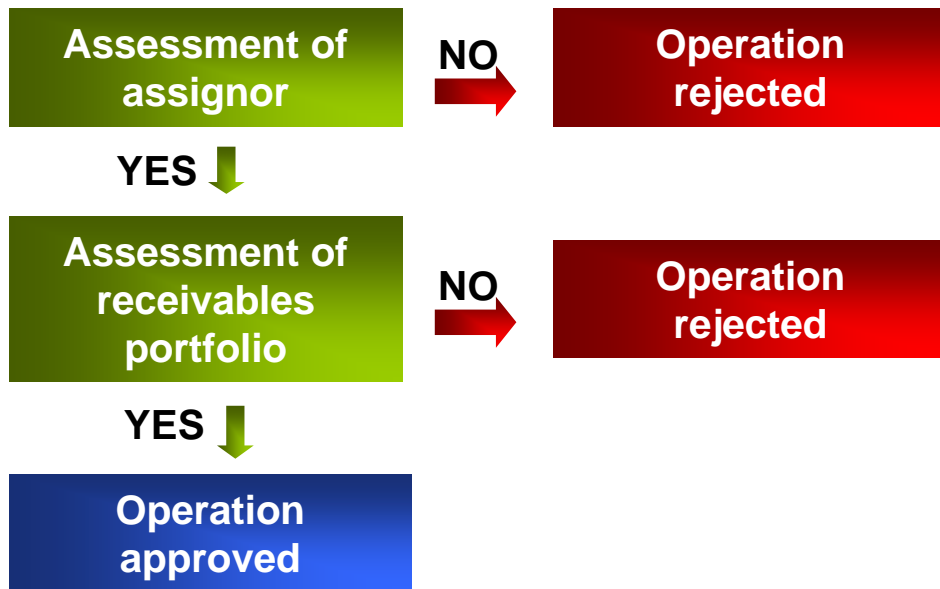 Assessment of
assignor
NO
Operation
rejected
YES
Assessment of
receivables
portfolio
NO
Operation
rejected
YES
Operation
approved